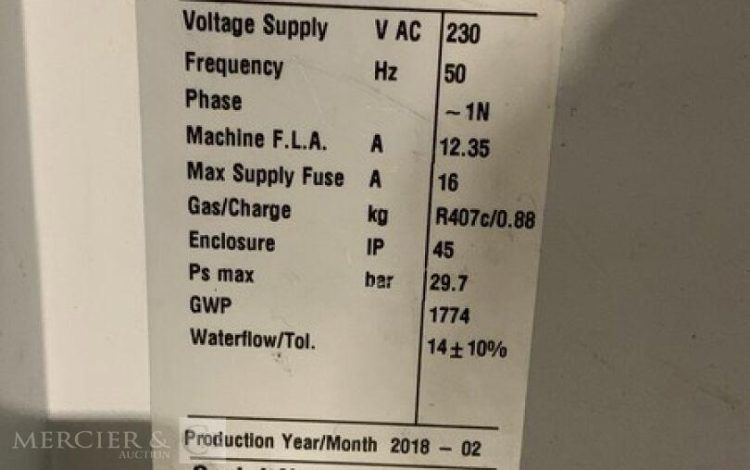 Voltage Supply V AC 230
Frequency Hz 50
Phase ~1N
Machine F.L.A. A 12.35
Max Supply Fuse A 16
Gas/Charge kg R407c/0.88
Enclosure IP 45
Ps max bar 29.7
GWP 1774
Waterflow/Tol. 14±10%
Production Year/Month 2018 - 02
MERCIER &
AUCTION